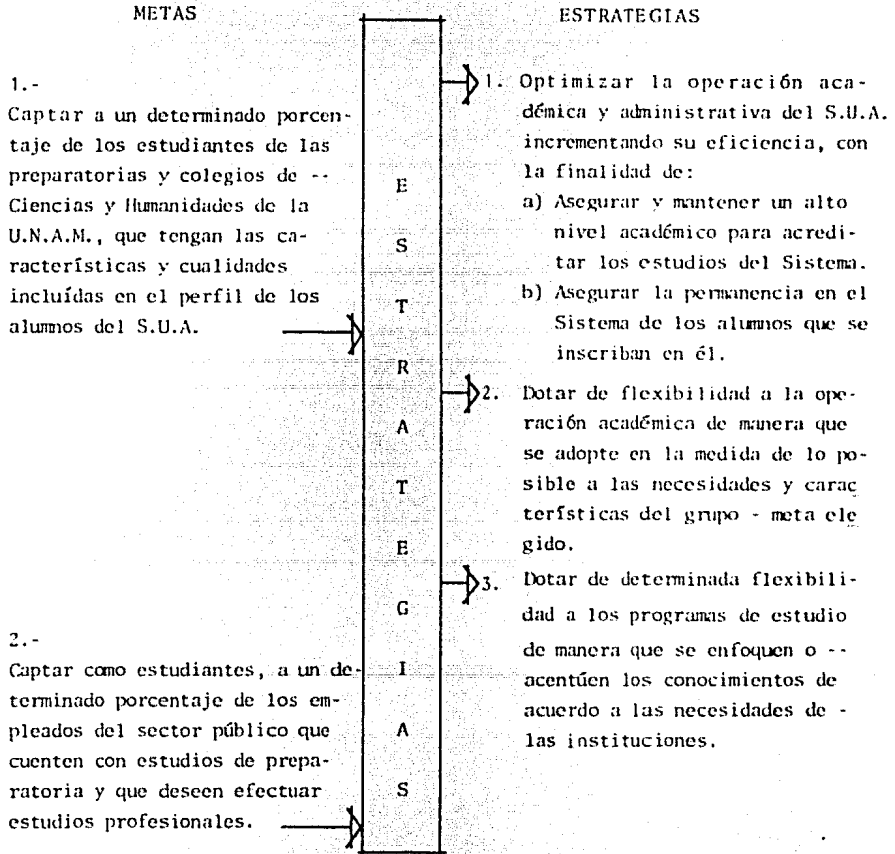 METAS
1.-
Captar a un determinado porcen-
taje de los estudiantes de las
preparatorias y colegios de --
Ciencias y Humanidades de la
U.N.A.M., que tengan las ca-
racterísticas y cualidades
incluídas en el perfil de los
alumnos del S.U.A.
2.-
Captar como estudiantes, a un de-
terminado porcentaje de los em-
pleados del sector público que
cuenten con estudios de prepa-
ratoria y que deseen efectuar
estudios profesionales.
E
S
T
R
A
T
E
G
I
A
S
ESTRATEGIAS
1. Optimizar la operación aca-
démica y administrativa del S.U.A.
incrementando su eficiencia, con
la finalidad de:
a) Asegurar y mantener un alto
nivel académico para acredi-
tar los estudios del Sistema.
b) Asegurar la permanencia en el
Sistema de los alumnos que se
inscriban en él.
2. Dotar de flexibilidad a la ope-
ración académica de manera que
se adopte en la medida de lo po-
sible a las necesidades y carac
terísticas del grupo - meta ele
gido.
3. Dotar de determinada flexibili-
dad a los programas de estudio
de manera que se enfoquen o --
acentúen los conocimientos de
acuerdo a las necesidades de -
las instituciones.